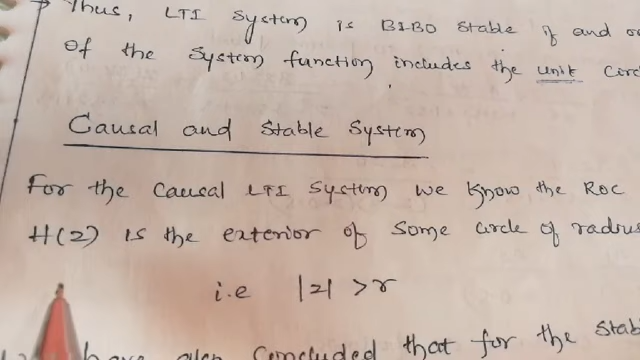 Thus, LTI System is BIBO Stable if and
of the System function includes the unit
Causal and Stable System
For the Causal LTI System we know the ROC
H(z) is the exterior of some circle of radius
i.e |z| > r
have also concluded that for the